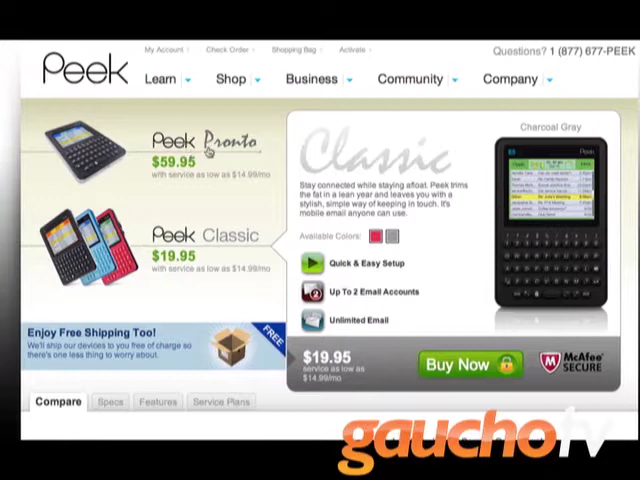 My Account
Check Order
Shopping Bag
Activate
Questions? 1 (877) 677-PEEK
Peek
Learn
Shop
Business
Community
Company
Peek Pronto
$59.95
with service as low as $14.99/mo
Peek Classic
$19.95
with service as low as $14.99/mo
Enjoy Free Shipping Too!
We'll ship our devices to you free of charge so
there's one less thing to worry about.
FREE
Classic
Stay connected while staying afloat. Peek trims
the fat in a lean year and leaves you with a
stylish, simple way of keeping in touch. It's
mobile email anyone can use.
Available Colors:
Quick & Easy Setup
Up To 2 Email Accounts
Unlimited Email
Charcoal Gray
Peek
$19.95
service as low as
$14.99/mo
Buy Now
McAfee
SECURE
Compare
Specs
Features
Service Plans
gauchotv